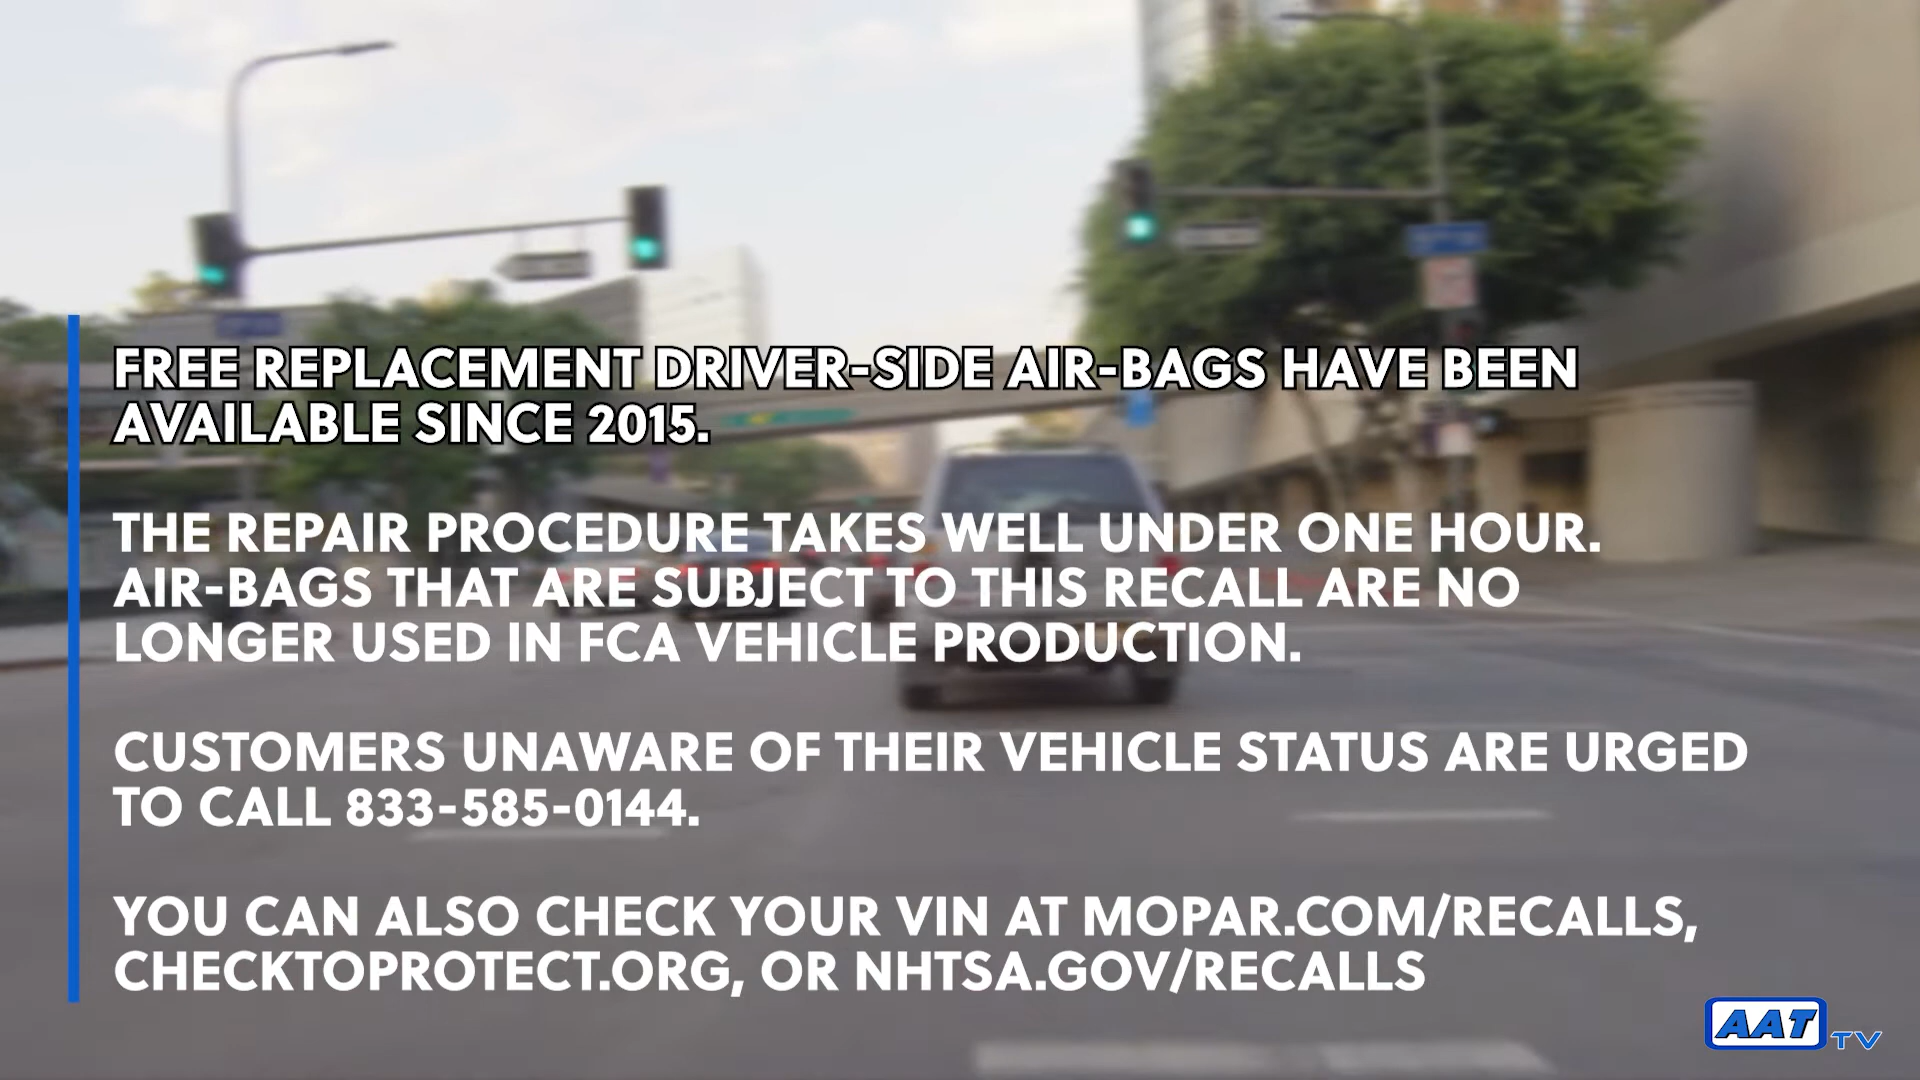 FREE REPLACEMENT DRIVER-SIDE AIR-BAGS HAVE BEEN
AVAILABLE SINCE 2015.
THE REPAIR PROCEDURE TAKES WELL UNDER ONE HOUR.
AIR-BAGS THAT ARE SUBJECT TO THIS RECALL ARE NO
LONGER USED IN FCA VEHICLE PRODUCTION.
CUSTOMERS UNAWARE OF THEIR VEHICLE STATUS ARE URGED
TO CALL 833-585-0144.
YOU CAN ALSO CHECK YOUR VIN AT MOPAR.COM/RECALLS,
CHECKTOPROTECT.ORG, OR NHTSA.GOV/RECALLS
AAT TV